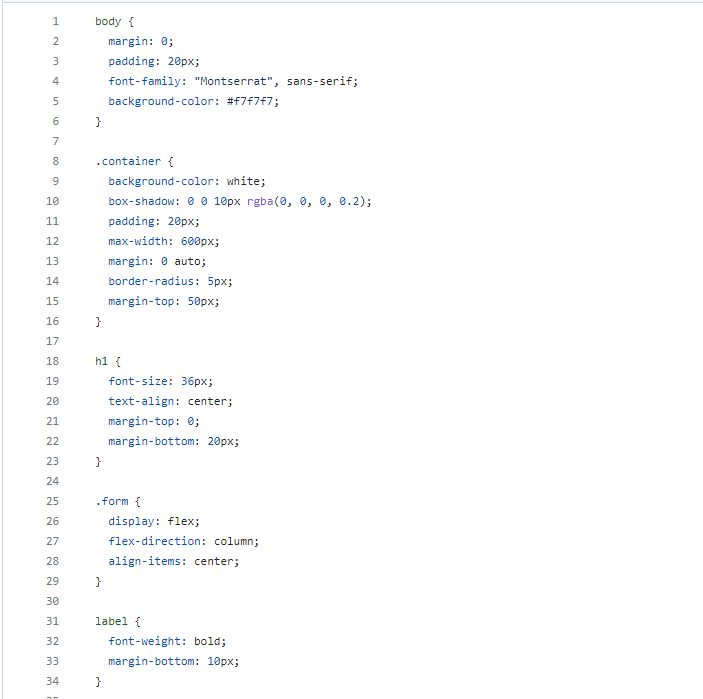 1 body {
2 margin: 0;
3 padding: 20px;
4 font-family: "Montserrat", sans-serif;
5 background-color: #f7f7f7;
6 }
7
8 .container {
9 background-color: white;
10 box-shadow: 0 0 10px rgba(0, 0, 0, 0.2);
11 padding: 20px;
12 max-width: 600px;
13 margin: 0 auto;
14 border-radius: 5px;
15 margin-top: 50px;
16 }
17
18 h1 {
19 font-size: 36px;
20 text-align: center;
21 margin-top: 0;
22 margin-bottom: 20px;
23 }
24
25 .form {
26 display: flex;
27 flex-direction: column;
28 align-items: center;
29 }
30
31 label {
32 font-weight: bold;
33 margin-bottom: 10px;
34 }